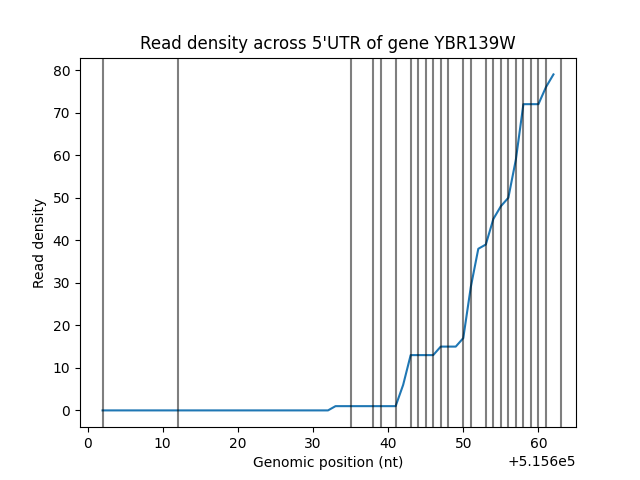 Read density across 5'UTR of gene YBR139W
80
70
60
50
40
30
20
10
0
Read density
0 10 20 30 40 50 60
Genomic position (nt)
+5.156e5